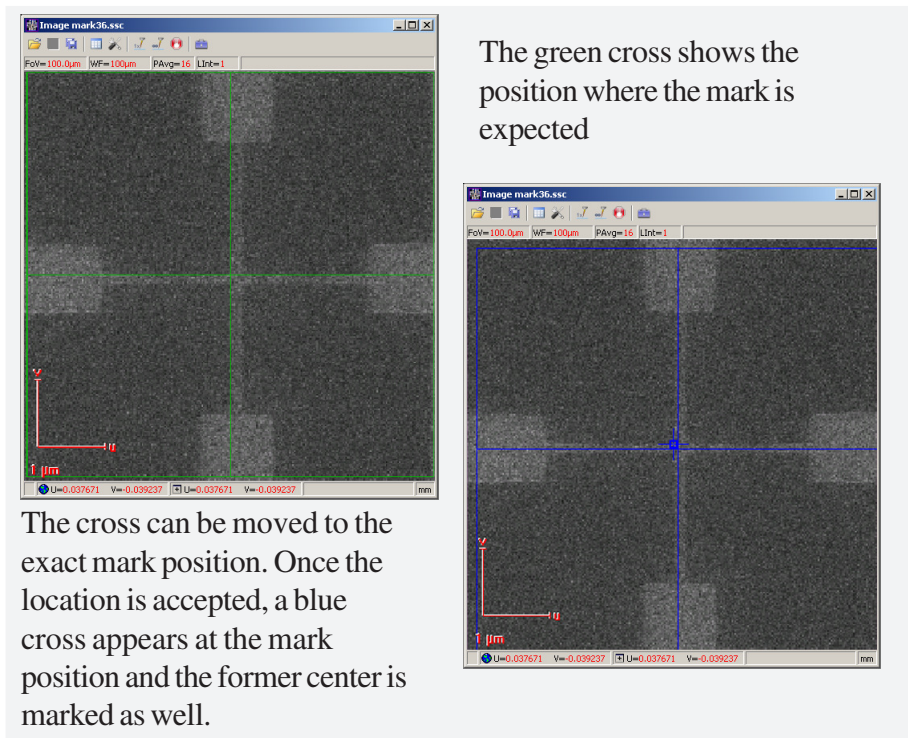 Image mark36.ssc
FoV=100.0µm WF=100µm PAvg=16 LInt=1
V
U
1 µm
U=0.037671 V=-0.039237 U=0.037671 V=-0.039237 mm
The green cross shows the
position where the mark is
expected
Image mark36.ssc
FoV=100.0µm WF=100µm PAvg=16 LInt=1
V
U
1 µm
U=0.037671 V=-0.039237 U=0.037671 V=-0.039237 mm
The cross can be moved to the
exact mark position. Once the
location is accepted, a blue
cross appears at the mark
position and the former center is
marked as well.